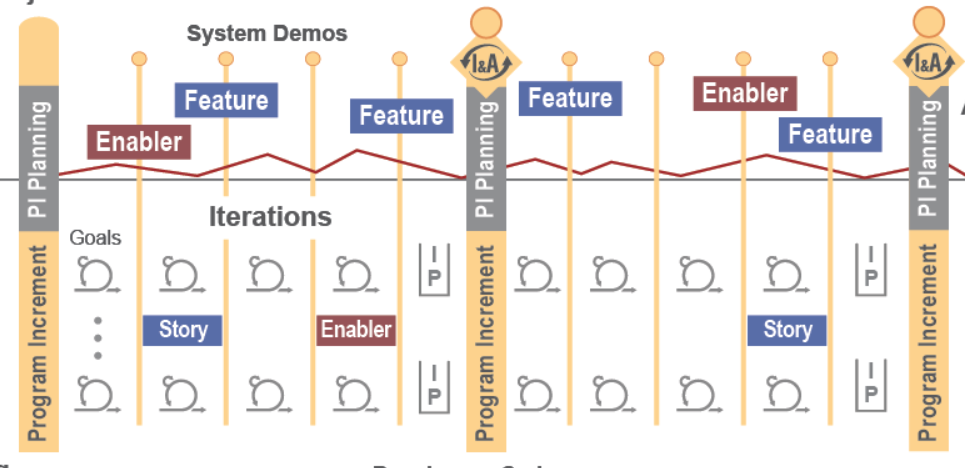 System Demos
I&A
I&A
Feature
Feature
Enabler
Feature
Enabler
Feature
PI Planning
PI Planning
PI Planning
Iterations
Goals
I
P
I
P
Story
Enabler
Story
I
P
I
P
Program Increment
Program Increment
Program Increment